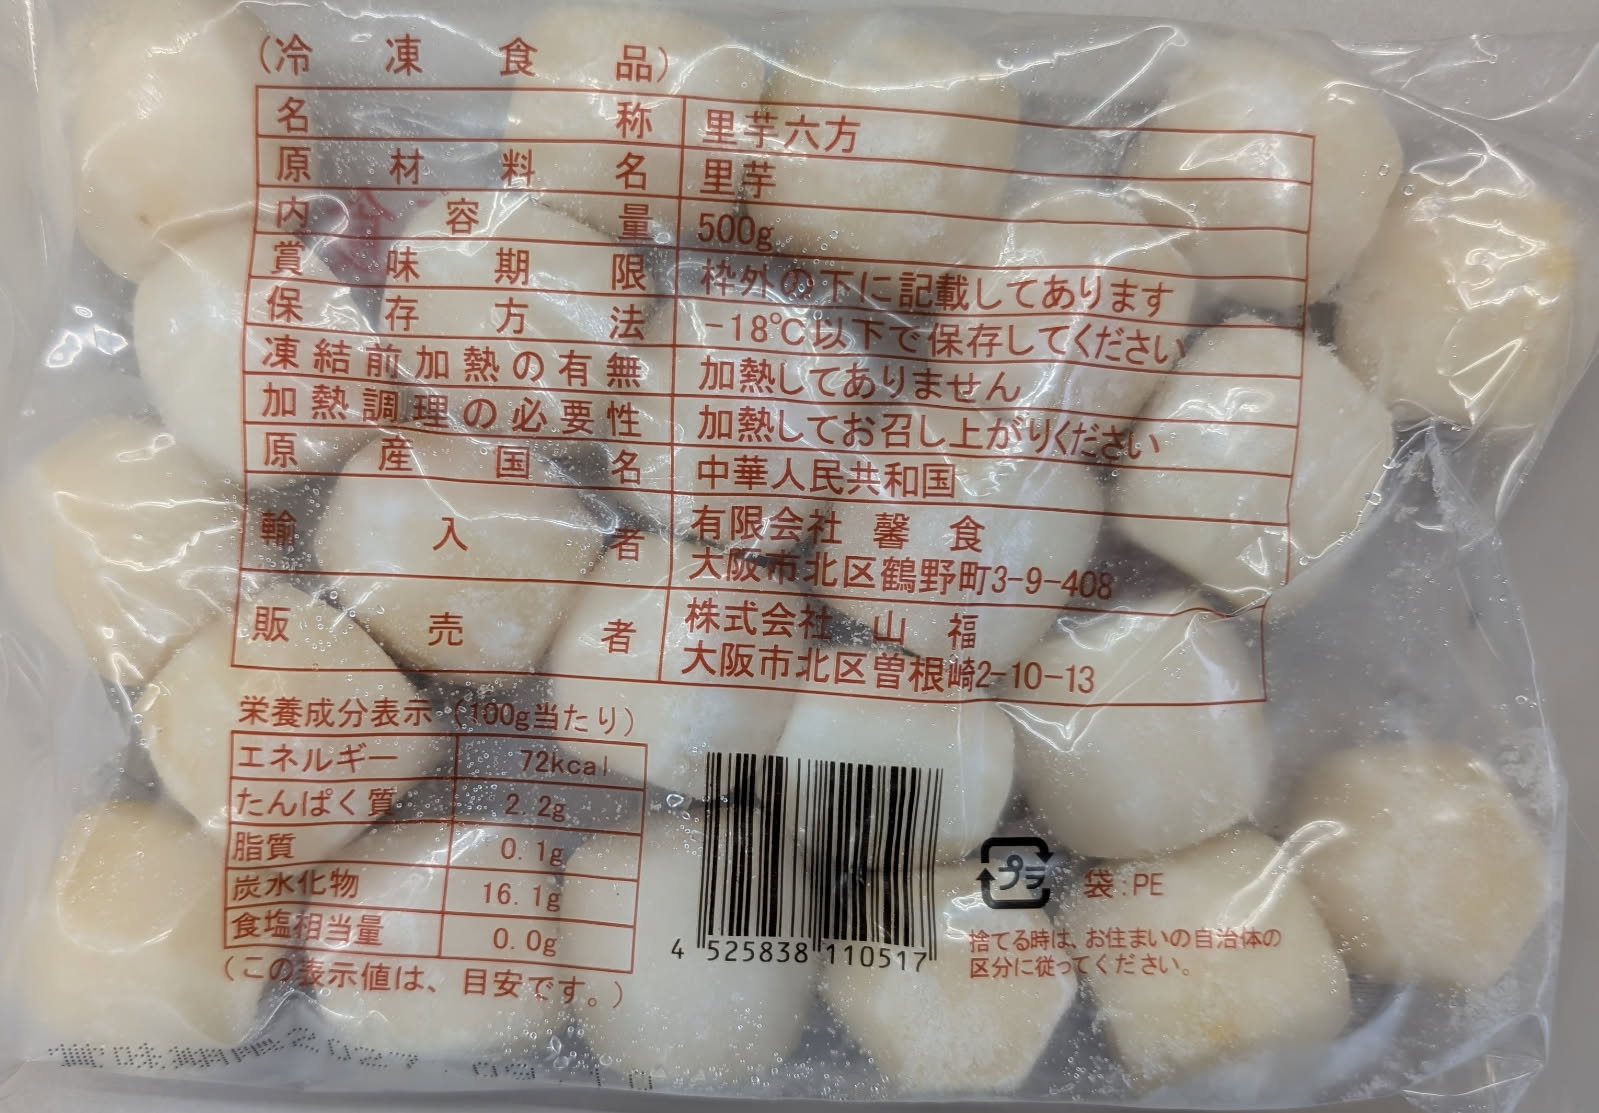 (冷凍食品)
名称 里芋六方
原材料名 里芋
内容量 500g
賞味期限 枠外の下に記載してあります
保存方法 -18℃以下で保存してください
凍結前加熱の有無 加熱してありません
加熱調理の必要性 加熱してお召し上がりください
原産国名 中華人民共和国
輸入者 有限会社 馨食
大阪市北区鶴野町3-9-408
販売者 株式会社 山福
大阪市北区曽根崎2-10-13
栄養成分表示(100g当たり)
エネルギー 72kcal
たんぱく質 2.2g
脂質 0.1g
炭水化物 16.1g
食塩相当量 0.0g
(この表示値は、目安です。)
4 525838 110517
プラ
袋:PE
捨てる時は、お住まいの自治体の
区分に従ってください。
賞味期限2027.09.10